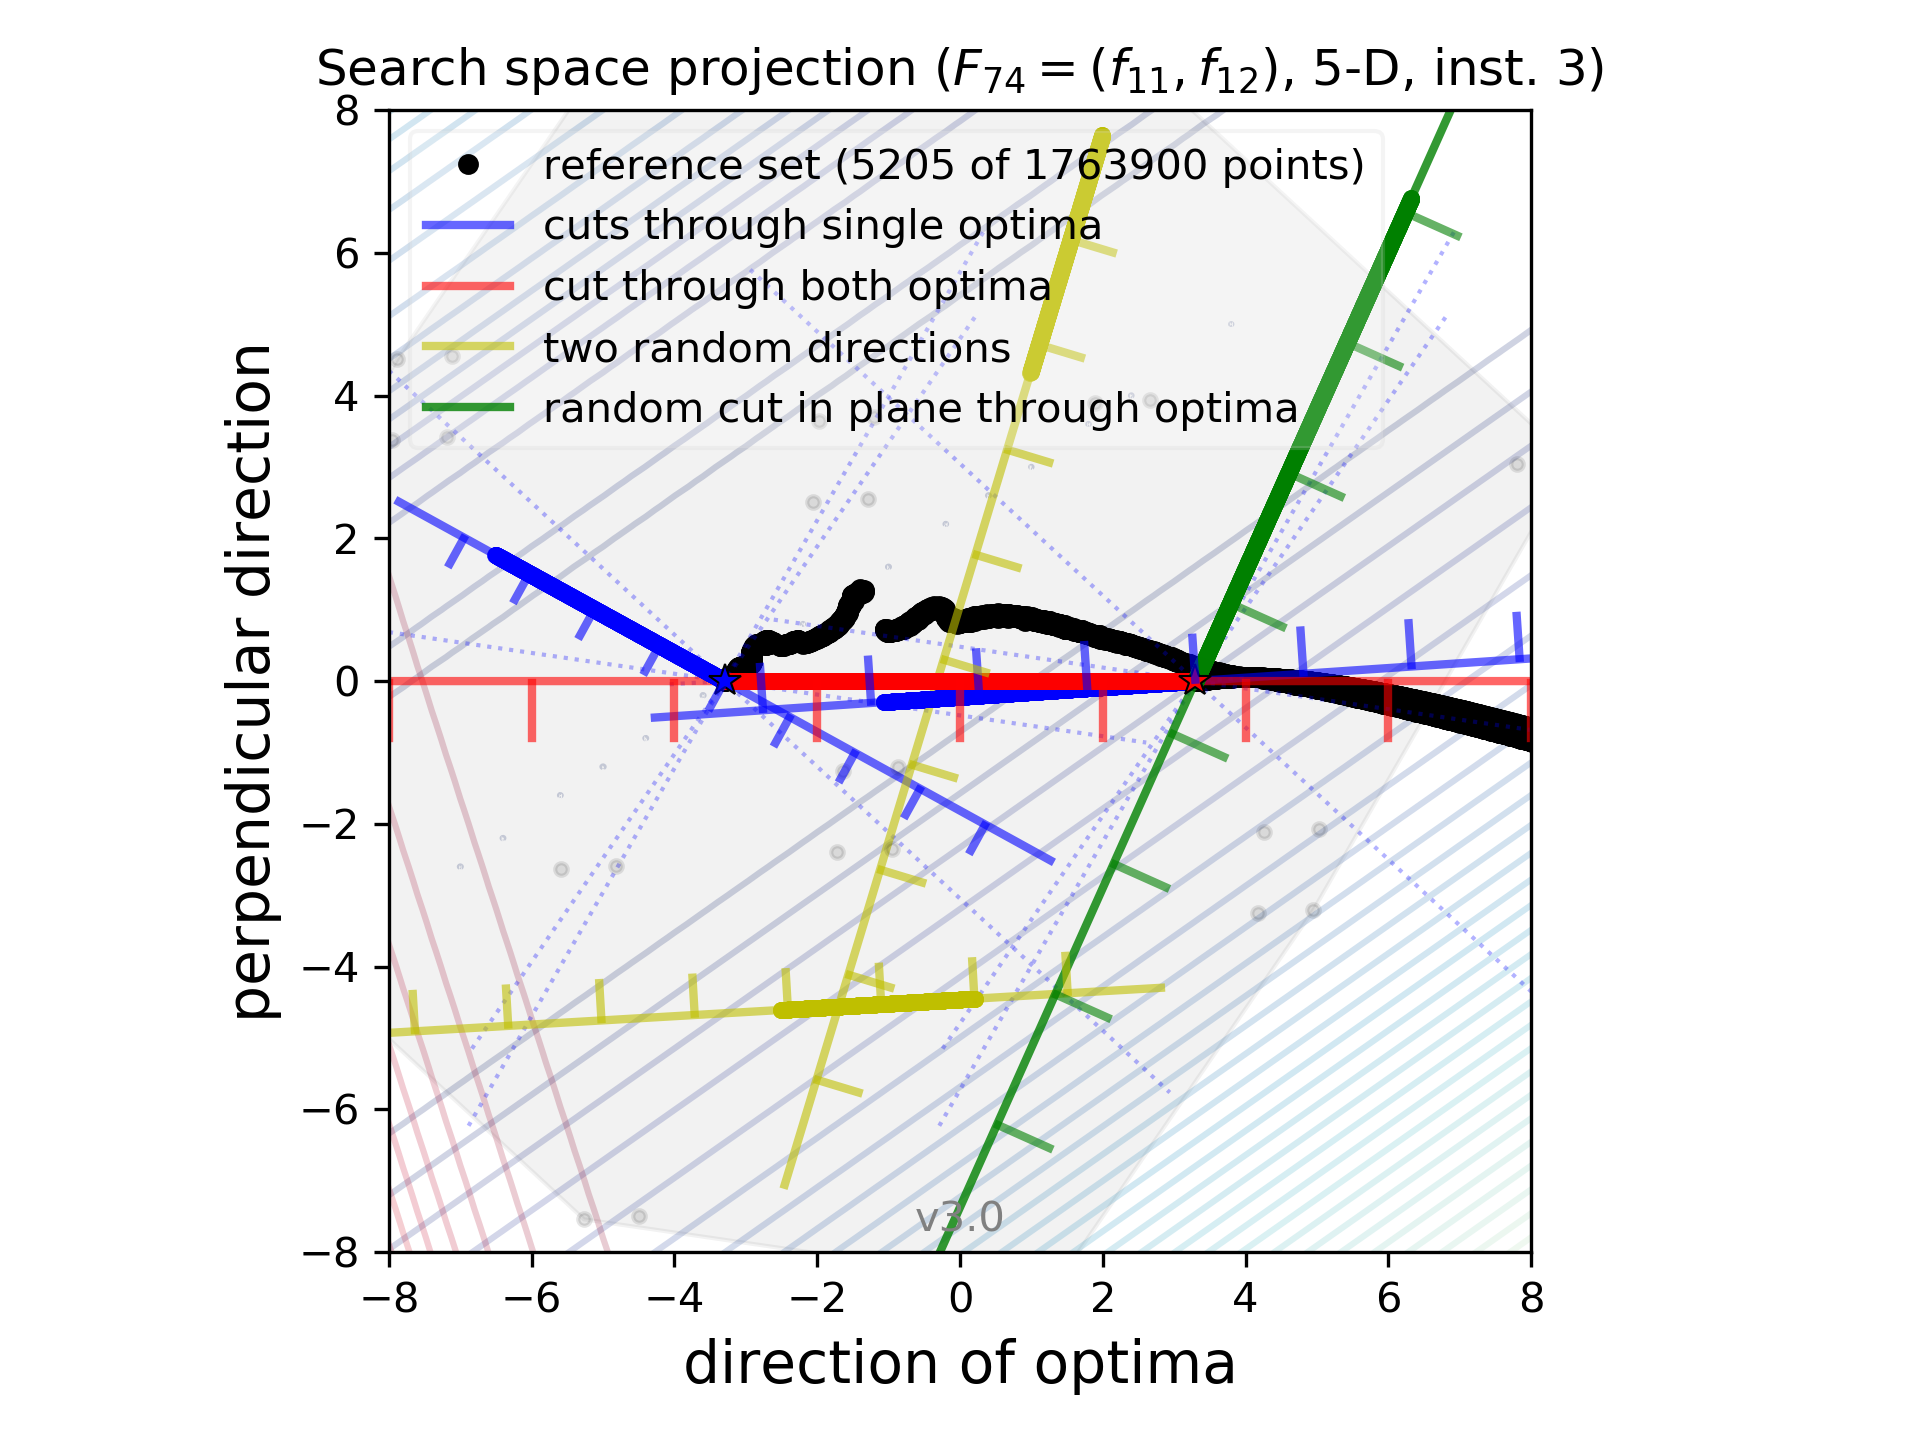 Search space projection (F₇₄ = (f₁₁, f₁₂), 5-D, inst. 3)
reference set (5205 of 1763900 points)
cuts through single optima
cut through both optima
two random directions
random cut in plane through optima
perpendicular direction
8
6
4
2
0
−2
−4
−6
−8
v3.0
−8 −6 −4 −2 0 2 4 6 8
direction of optima